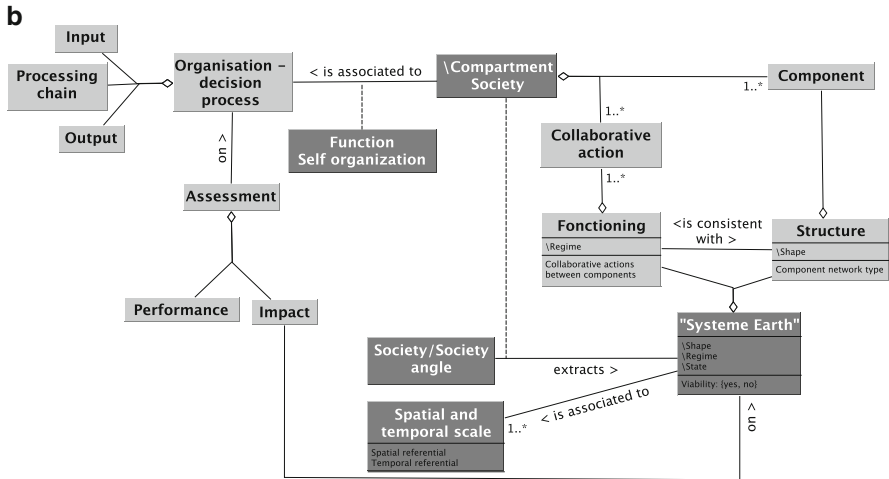 b
Input
Processing
chain
Output
Organisation –
decision
process
< is associated to
\Compartment
Society
Component
1..*
1..*
Function
Self organization
Collaborative
action
1..*
on >
Assessment
Fonctioning
\Regime
Collaborative actions
between components
<is consistent
with >
Structure
\Shape
Component network type
Performance
Impact
"Systeme Earth"
\Shape
\Regime
\State
Viability: {yes, no}
Society/Society
angle
extracts >
Spatial and
temporal scale
Spatial referential
Temporal referential
1..*
< is associated to
on >